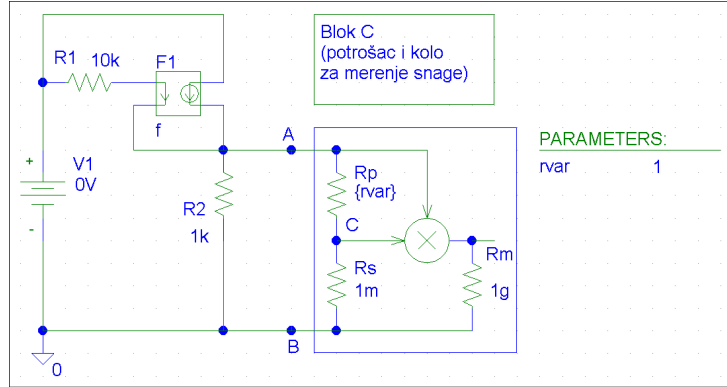 Blok C
(potrošac i kolo
za merenje snage)
R1 10k
F1
f
A
PARAMETERS:
rvar 1
+
V1
0V
-
R2
1k
Rp
{rvar}
C
Rs
1m
Rm
1g
B
0